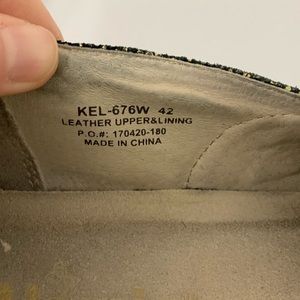 KEL-676W 42
LEATHER UPPER&LINING
P.O.#: 170420-180
MADE IN CHINA